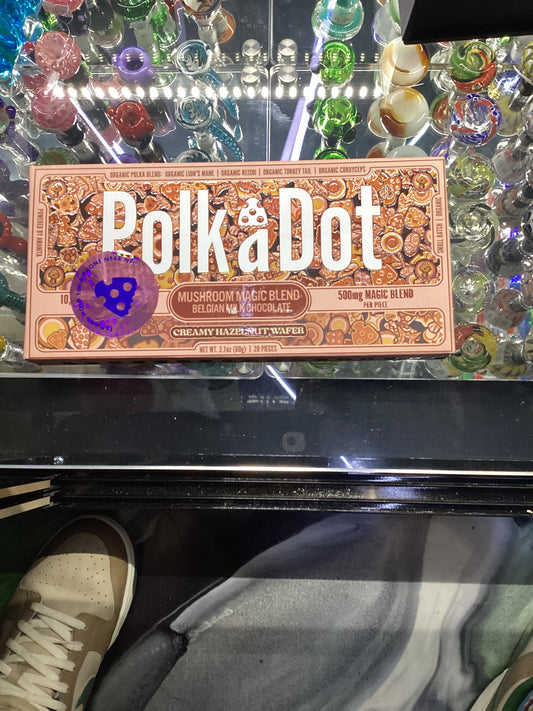 ORGANIC POLKA BLEND: ORGANIC LION'S MANE | ORGANIC REISHI | ORGANIC TURKEY TAIL | ORGANIC CORDYCEPS
PolkaDot
MUSHROOM MAGIC BLEND
BELGIAN MILK CHOCOLATE
10,
500mg MAGIC BLEND
PER PIECE
CREAMY HAZELNUT WAFER
NET WT. 2.1oz (60g) | 20 PIECES
SMALL BATCH | ORGANIC